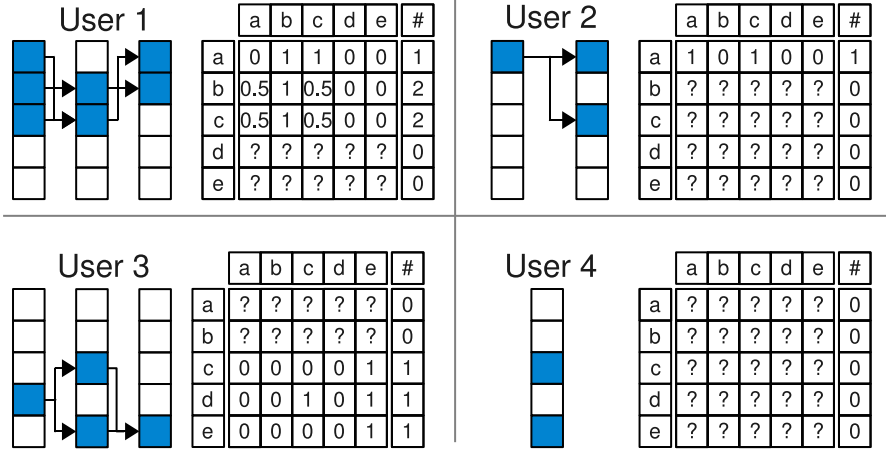 User 1
a b c d e #
a 0 1 1 0 0 1
b 0.5 1 0.5 0 0 2
c 0.5 1 0.5 0 0 2
d ? ? ? ? ? 0
e ? ? ? ? ? 0
User 2
a b c d e #
a 1 0 1 0 0 1
b ? ? ? ? ? 0
c ? ? ? ? ? 0
d ? ? ? ? ? 0
e ? ? ? ? ? 0
User 3
a b c d e #
a ? ? ? ? ? 0
b ? ? ? ? ? 0
c 0 0 0 0 1 1
d 0 0 1 0 1 1
e 0 0 0 0 1 1
User 4
a b c d e #
a ? ? ? ? ? 0
b ? ? ? ? ? 0
c ? ? ? ? ? 0
d ? ? ? ? ? 0
e ? ? ? ? ? 0